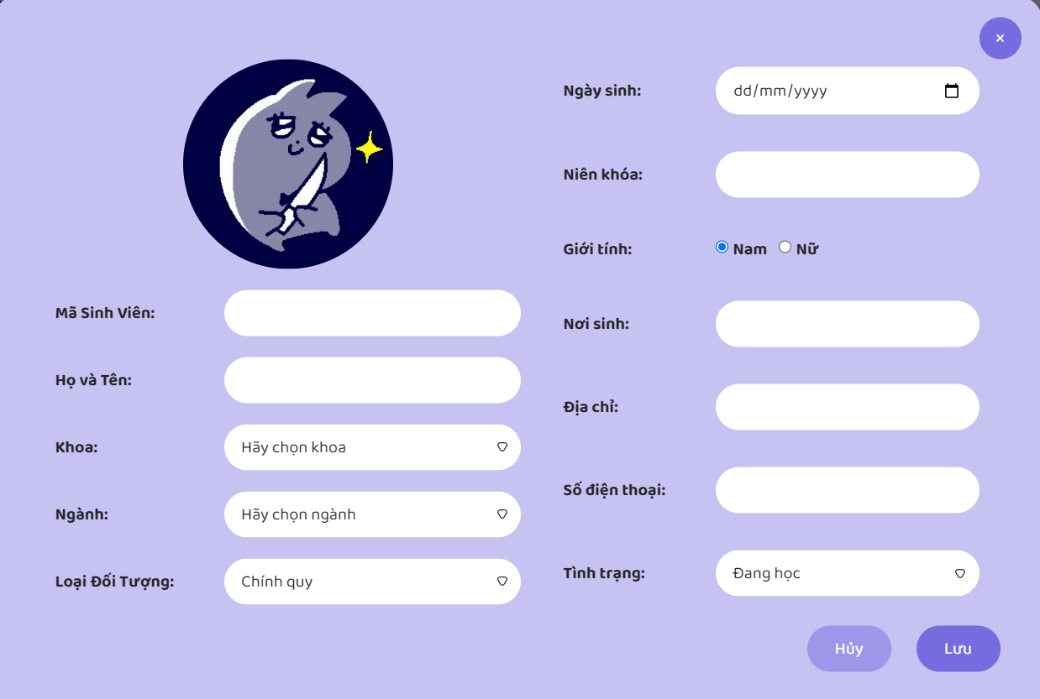 ×
Mã Sinh Viên:
Họ và Tên:
Khoa: Hãy chọn khoa
Ngành: Hãy chọn ngành
Loại Đối Tượng: Chính quy
Ngày sinh: dd/mm/yyyy
Niên khóa:
Giới tính: Nam Nữ
Nơi sinh:
Địa chỉ:
Số điện thoại:
Tình trạng: Đang học
Hủy Lưu